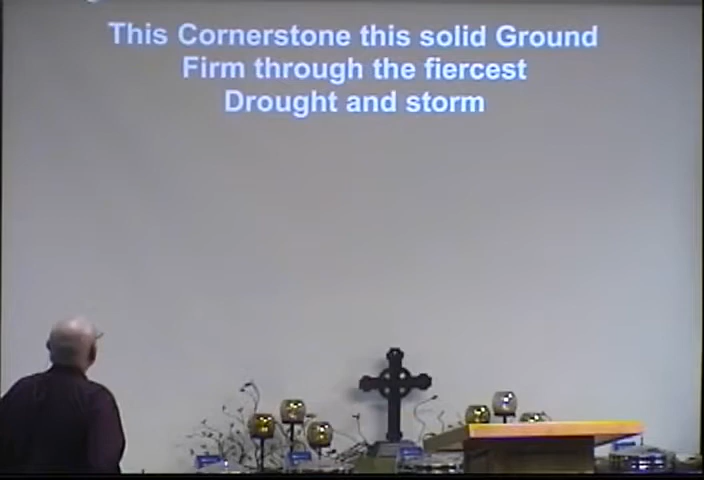 This Cornerstone this solid Ground
Firm through the fiercest
Drought and storm